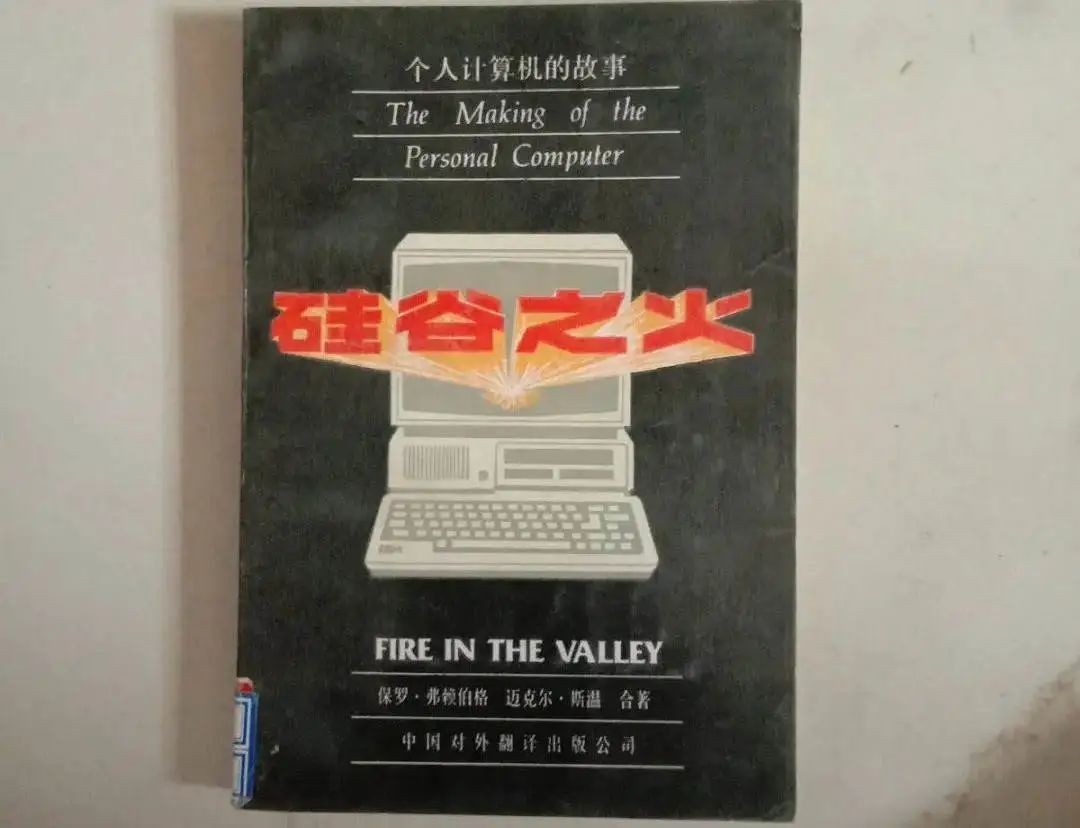 个人计算机的故事
The Making of the
Personal Computer
硅谷之火
FIRE IN THE VALLEY
保罗·弗赖伯格 迈克尔·斯温 合著
中国对外翻译出版公司